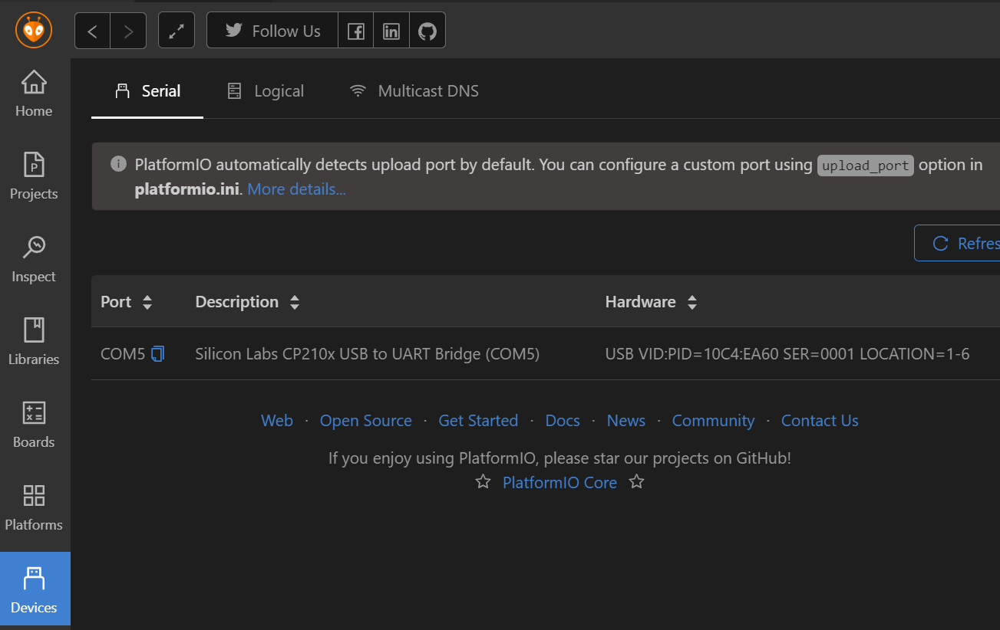 Follow Us
Home
Projects
Inspect
Libraries
Boards
Platforms
Devices
Serial
Logical
Multicast DNS
PlatformIO automatically detects upload port by default. You can configure a custom port using upload_port option in
platformio.ini. More details...
Refres
Port Description Hardware
COM5 Silicon Labs CP210x USB to UART Bridge (COM5) USB VID:PID=10C4:EA60 SER=0001 LOCATION=1-6
Web · Open Source · Get Started · Docs · News · Community · Contact Us
If you enjoy using PlatformIO, please star our projects on GitHub!
PlatformIO Core